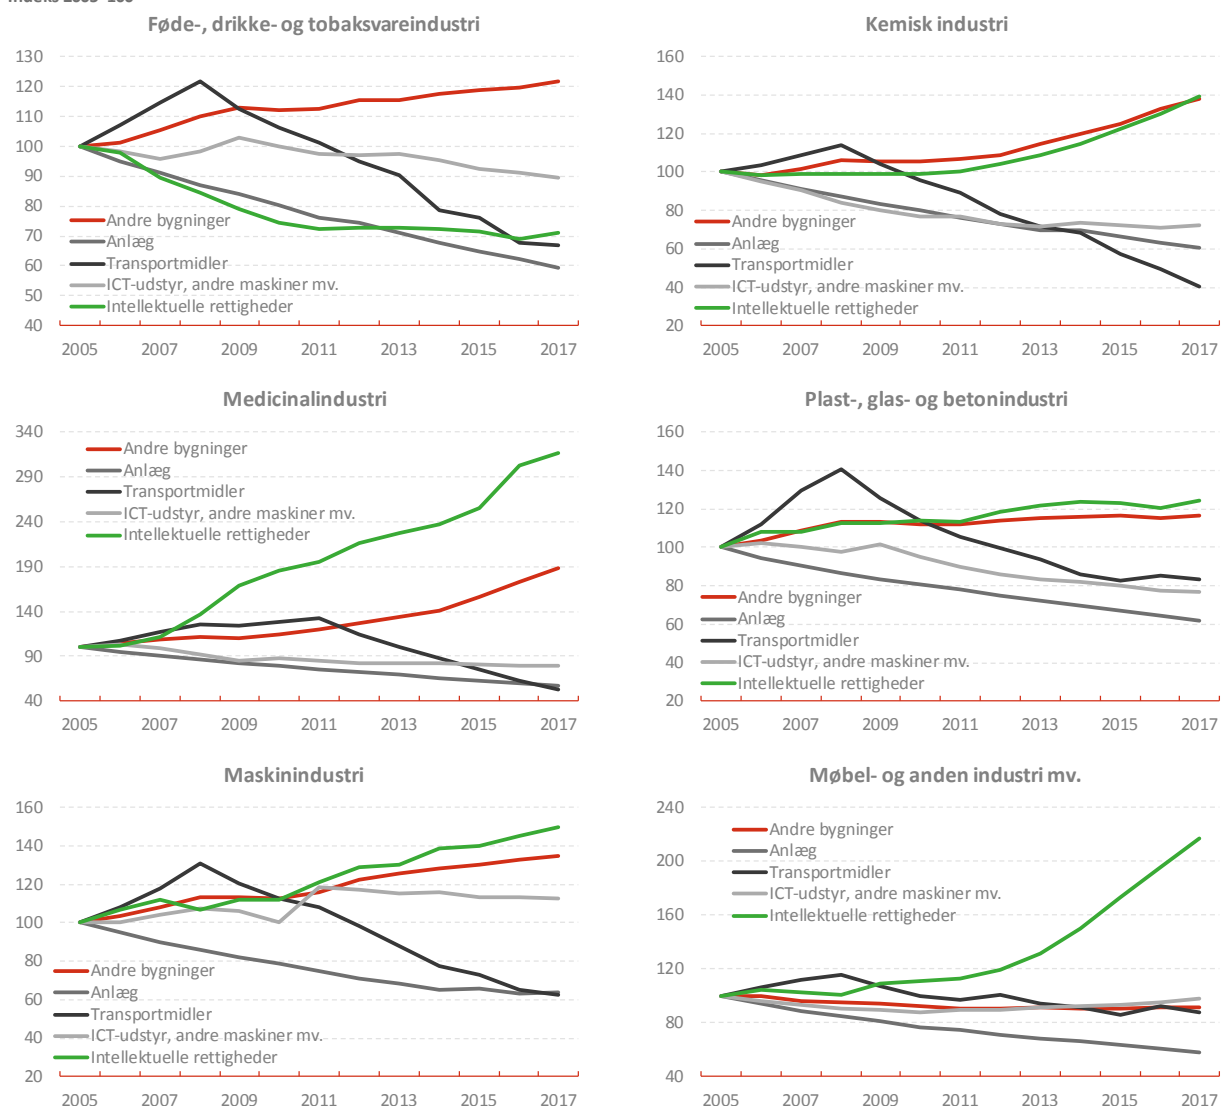 Indeks 2005=100
Føde-, drikke- og tobaksvareindustri
130
120
110
100
90
80
70
60
50
40
Andre bygninger
Anlæg
Transportmidler
ICT-udstyr, andre maskiner mv.
Intellektuelle rettigheder
2005 2007 2009 2011 2013 2015 2017
Kemisk industri
160
140
120
100
80
60
40
20
Andre bygninger
Anlæg
Transportmidler
ICT-udstyr, andre maskiner mv.
Intellektuelle rettigheder
2005 2007 2009 2011 2013 2015 2017
Medicinalindustri
340
290
240
190
140
90
40
Andre bygninger
Anlæg
Transportmidler
ICT-udstyr, andre maskiner mv.
Intellektuelle rettigheder
2005 2007 2009 2011 2013 2015 2017
Plast-, glas- og betonindustri
160
140
120
100
80
60
40
20
Andre bygninger
Anlæg
Transportmidler
ICT-udstyr, andre maskiner mv.
Intellektuelle rettigheder
2005 2007 2009 2011 2013 2015 2017
Maskinindustri
160
140
120
100
80
60
40
20
Andre bygninger
Anlæg
Transportmidler
ICT-udstyr, andre maskiner mv.
Intellektuelle rettigheder
2005 2007 2009 2011 2013 2015 2017
Møbel- og anden industri mv.
240
200
160
120
80
40
Andre bygninger
Anlæg
Transportmidler
ICT-udstyr, andre maskiner mv.
Intellektuelle rettigheder
2005 2007 2009 2011 2013 2015 2017